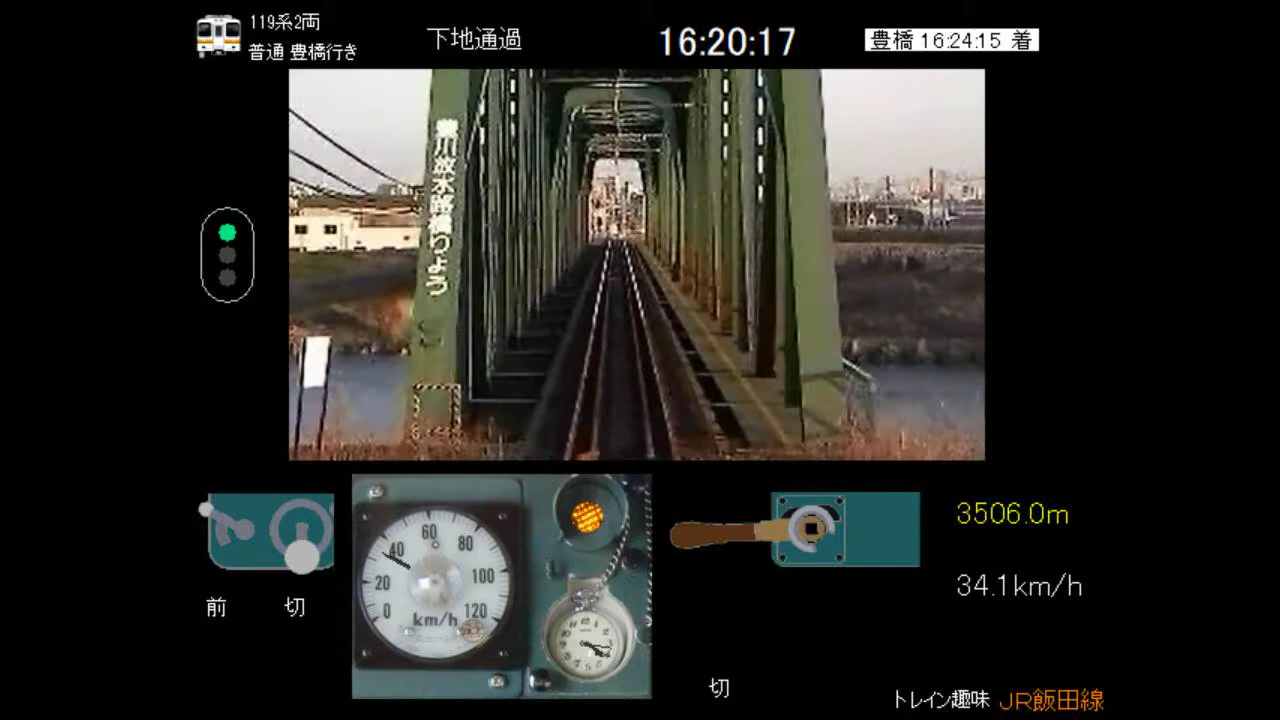 119系2両
普通 豊橋行き
下地通過
16:20:17
豊橋 16:24:15 着
豊川放水路橋りょう
前
切
0
20
40
60
80
100
120
km/h
切
3506.0m
34.1km/h
トレイン趣味 JR飯田線